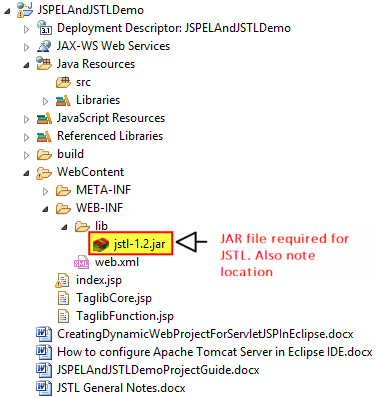 JSPELAndJSTLDemo
Deployment Descriptor: JSPELAndJSTLDemo
JAX-WS Web Services
Java Resources
src
Libraries
JavaScript Resources
Referenced Libraries
build
WebContent
META-INF
WEB-INF
lib
jstl-1.2.jar
JAR file required for
JSTL. Also note
location
web.xml
index.jsp
TaglibCore.jsp
TaglibFunction.jsp
CreatingDynamicWebProjectForServletJSPInEclipse.docx
How to configure Apache Tomcat Server in Eclipse IDE.docx
JSPELAndJSTLDemoProjectGuide.docx
JSTL General Notes.docx